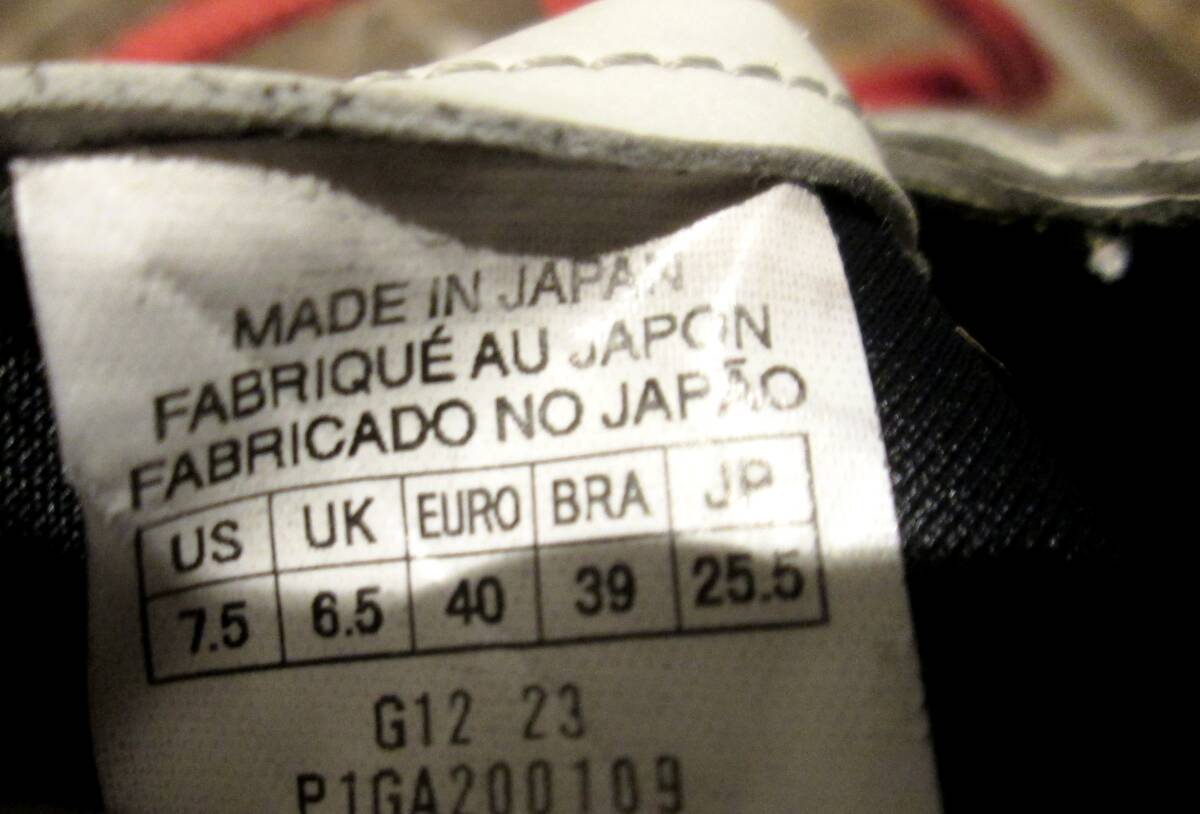 MADE IN JAPAN
FABRIQUÉ AU JAPON
FABRICADO NO JAPÃO
US UK EURO BRA JP
7.5 6.5 40 39 25.5
G12 23
P1GA200109